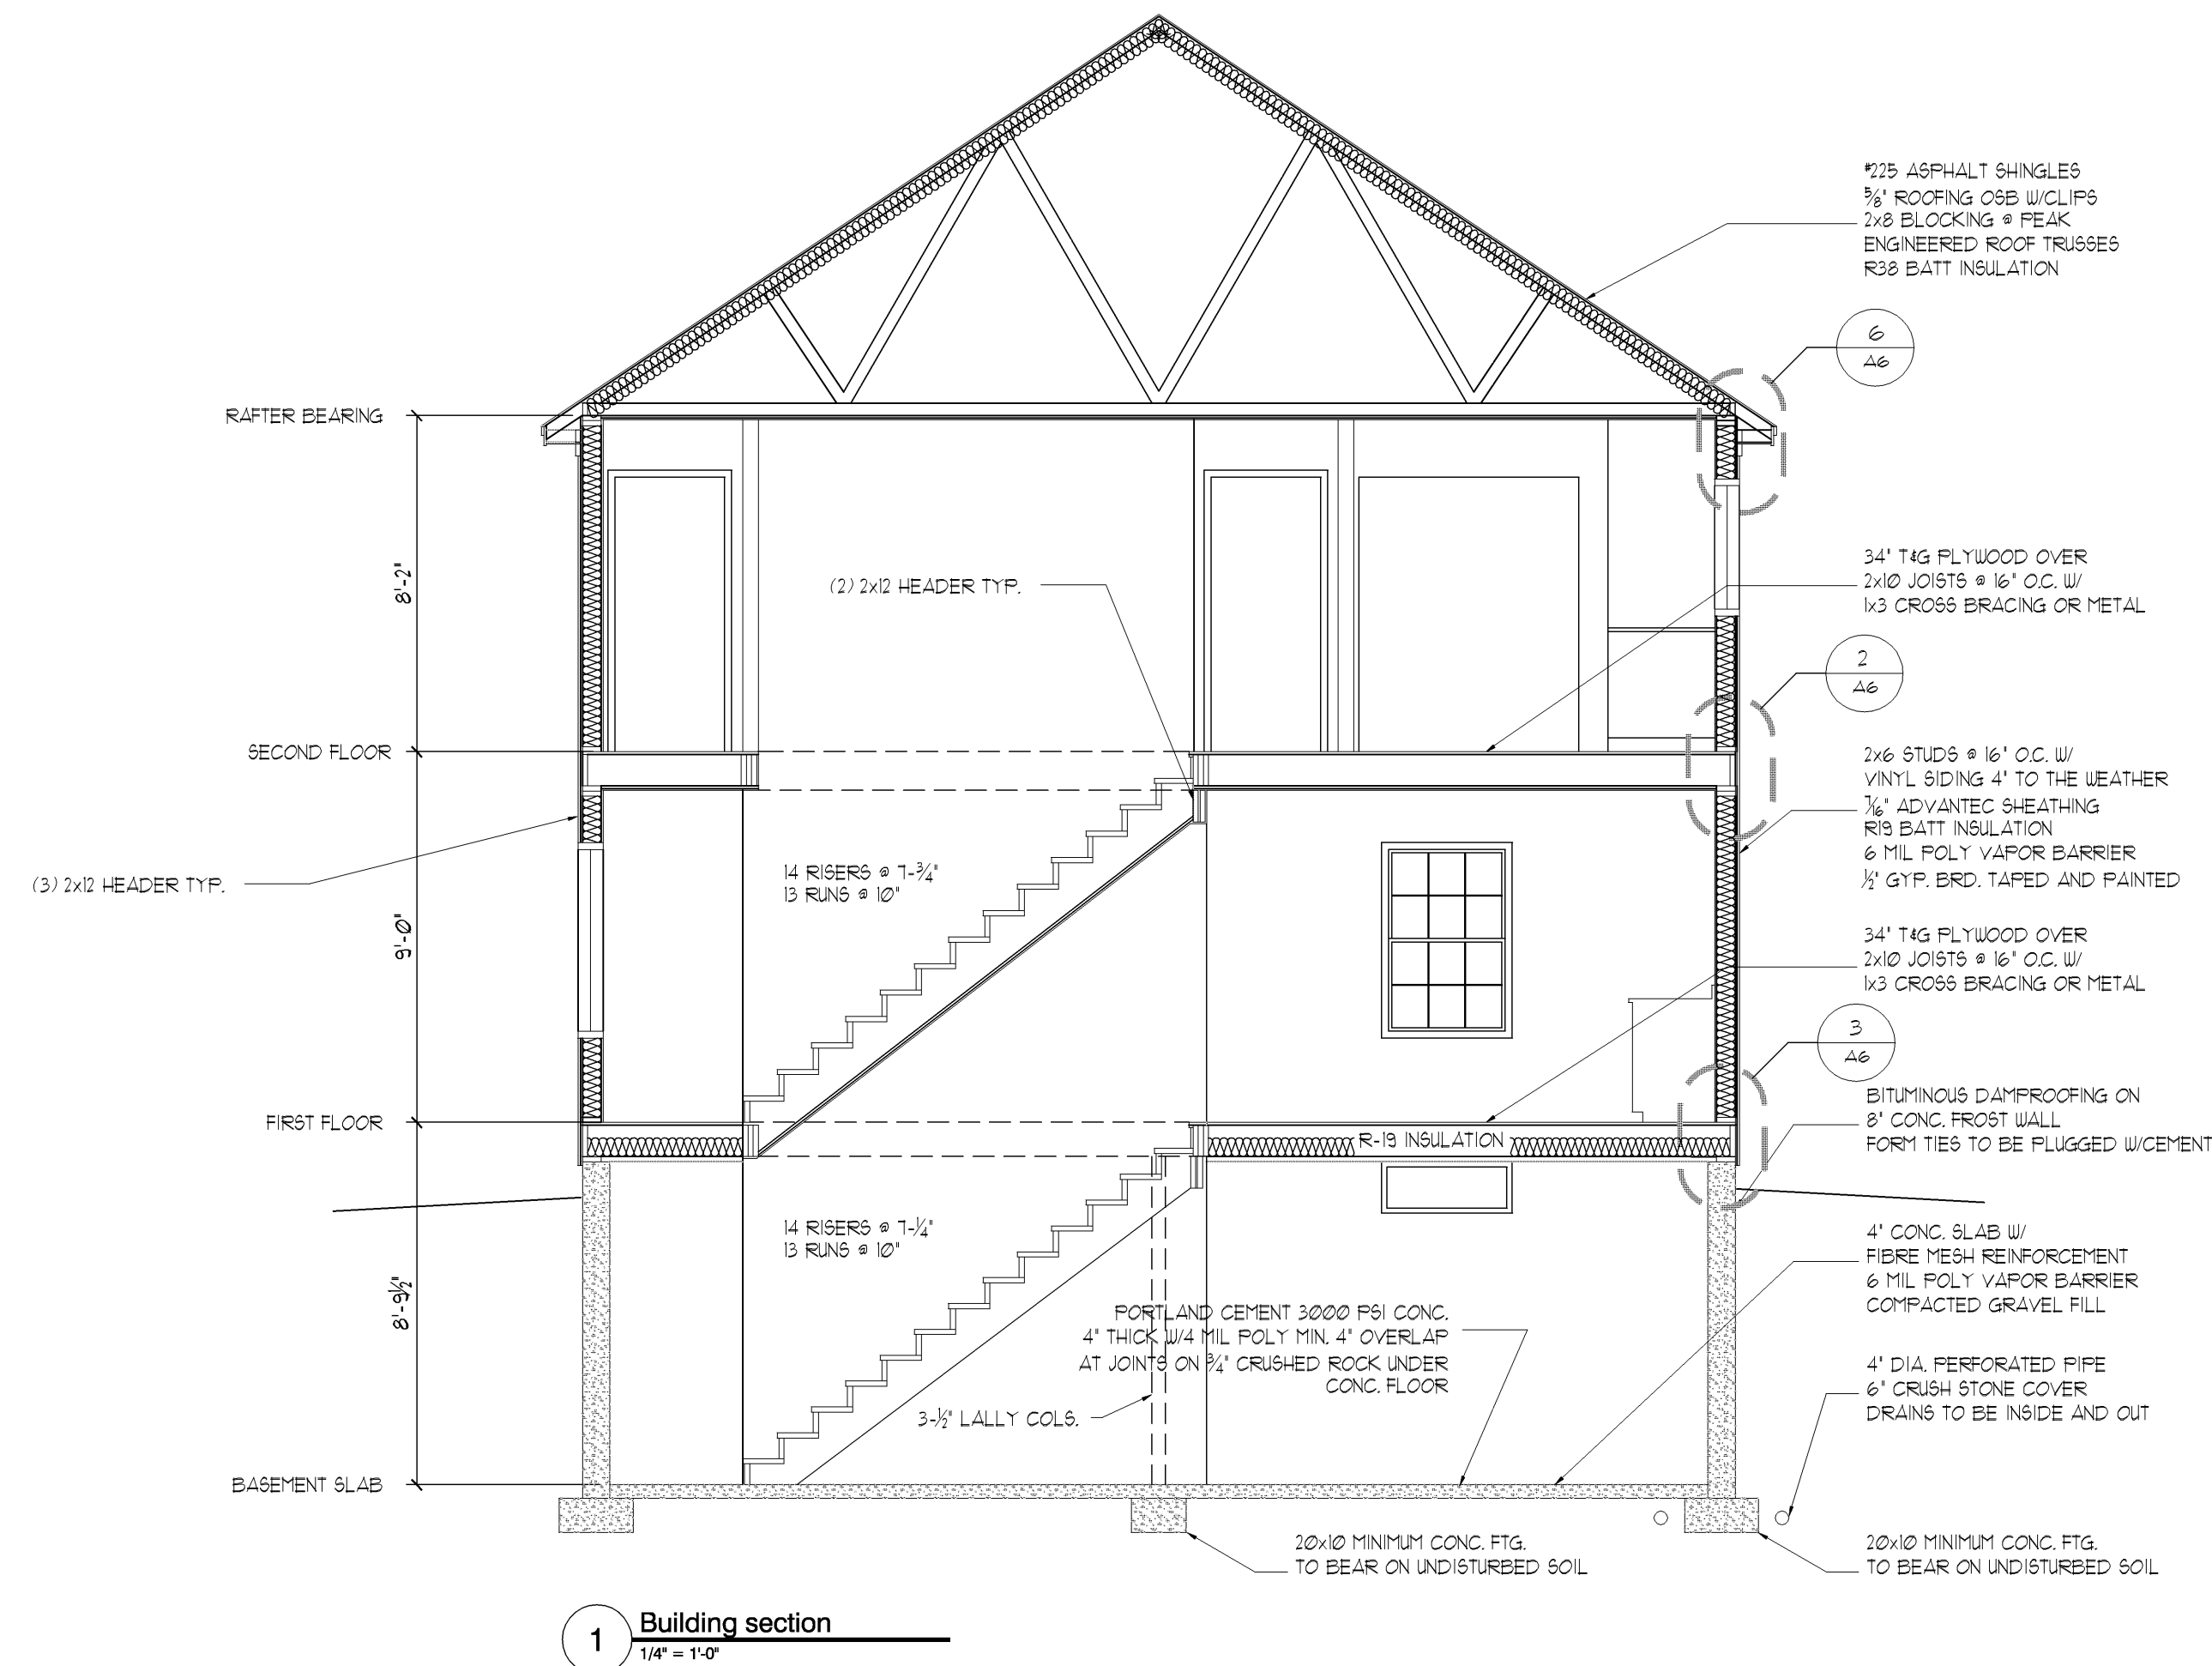 #225 ASPHALT SHINGLES
5/8" ROOFING OSB W/CLIPS
2x8 BLOCKING @ PEAK
ENGINEERED ROOF TRUSSES
R38 BATT INSULATION
6
A6
RAFTER BEARING
8'-2"
(2) 2x12 HEADER TYP.
34" T&G PLYWOOD OVER
2x10 JOISTS @ 16" O.C. W/
1x3 CROSS BRACING OR METAL
2
A6
SECOND FLOOR
2x6 STUDS @ 16" O.C. W/
VINYL SIDING 4" TO THE WEATHER
7/16" ADVANTEC SHEATHING
R19 BATT INSULATION
6 MIL POLY VAPOR BARRIER
1/2" GYP. BRD. TAPED AND PAINTED
(3) 2x12 HEADER TYP.
14 RISERS @ 7-3/4"
13 RUNS @ 10"
9'-0"
34" T&G PLYWOOD OVER
2x10 JOISTS @ 16" O.C. W/
1x3 CROSS BRACING OR METAL
3
A6
FIRST FLOOR
R-19 INSULATION
BITUMINOUS DAMPROOFING ON
8" CONC. FROST WALL
FORM TIES TO BE PLUGGED W/CEMENT
14 RISERS @ 7-1/4"
13 RUNS @ 10"
8'-9½"
4" CONC. SLAB W/
FIBRE MESH REINFORCEMENT
6 MIL POLY VAPOR BARRIER
COMPACTED GRAVEL FILL
PORTLAND CEMENT 3000 PSI CONC.
4" THICK W/4 MIL POLY MIN. 4" OVERLAP
AT JOINTS ON 3/4" CRUSHED ROCK UNDER
CONC. FLOOR
3-1/2" LALLY COLS.
4" DIA. PERFORATED PIPE
6" CRUSH STONE COVER
DRAINS TO BE INSIDE AND OUT
BASEMENT SLAB
20x10 MINIMUM CONC. FTG.
TO BEAR ON UNDISTURBED SOIL
20x10 MINIMUM CONC. FTG.
TO BEAR ON UNDISTURBED SOIL
1
Building section
1/4" = 1'-0"